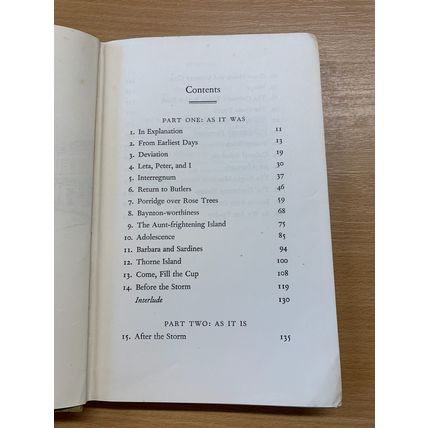 Contents
PART ONE: AS IT WAS
1. In Explanation 11
2. From Earliest Days 13
3. Deviation 19
4. Leta, Peter, and I 30
5. Interregnum 37
6. Return to Butlers 46
7. Porridge over Rose Trees 59
8. Baynton-worthiness 68
9. The Aunt-frightening Island 75
10. Adolescence 85
11. Barbara and Sardines 94
12. Thorne Island 100
13. Come, Fill the Cup 108
14. Before the Storm 119
Interlude 130
PART TWO: AS IT IS
15. After the Storm 135